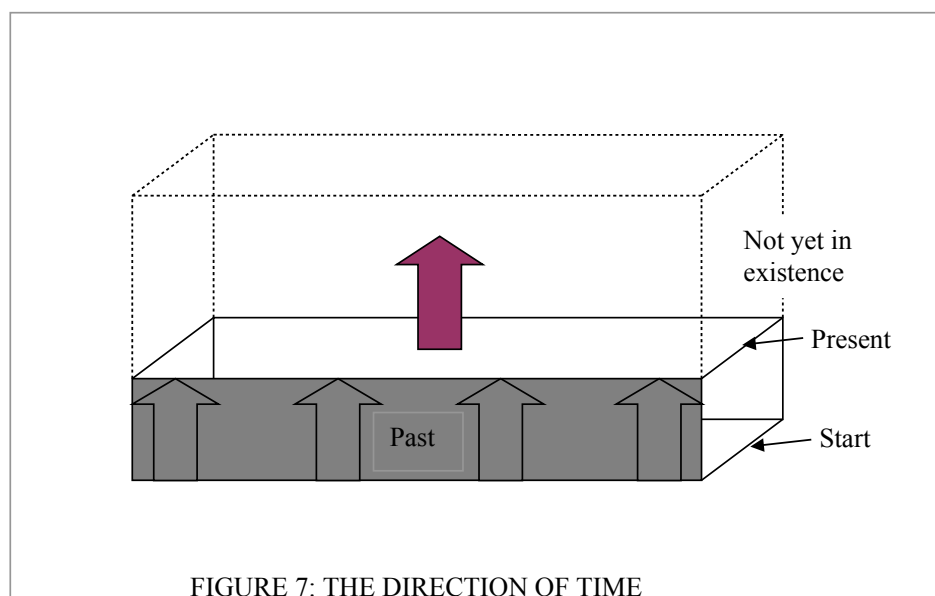 Not yet in
existence
Present
Past
Start
FIGURE 7: THE DIRECTION OF TIME